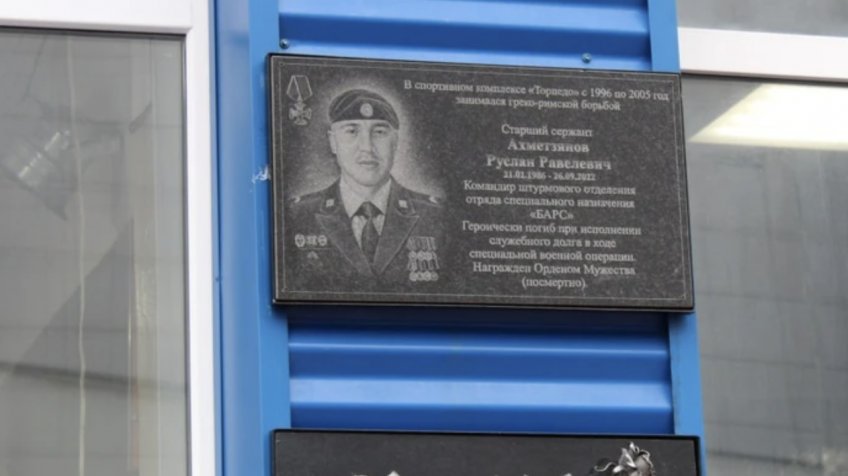 В спортивном комплексе «Торпедо» с 1996 по 2005 год
занимался греко-римской борьбой
Старший сержант
Ахметзянов
Руслан Равелевич
21.01.1986 - 26.09.2022
Командир штурмового отделения
отряда специального назначения
«БАРС»
Героически погиб при исполнении
служебного долга в ходе
специальной военной операции.
Награжден Орденом Мужества
(посмертно).